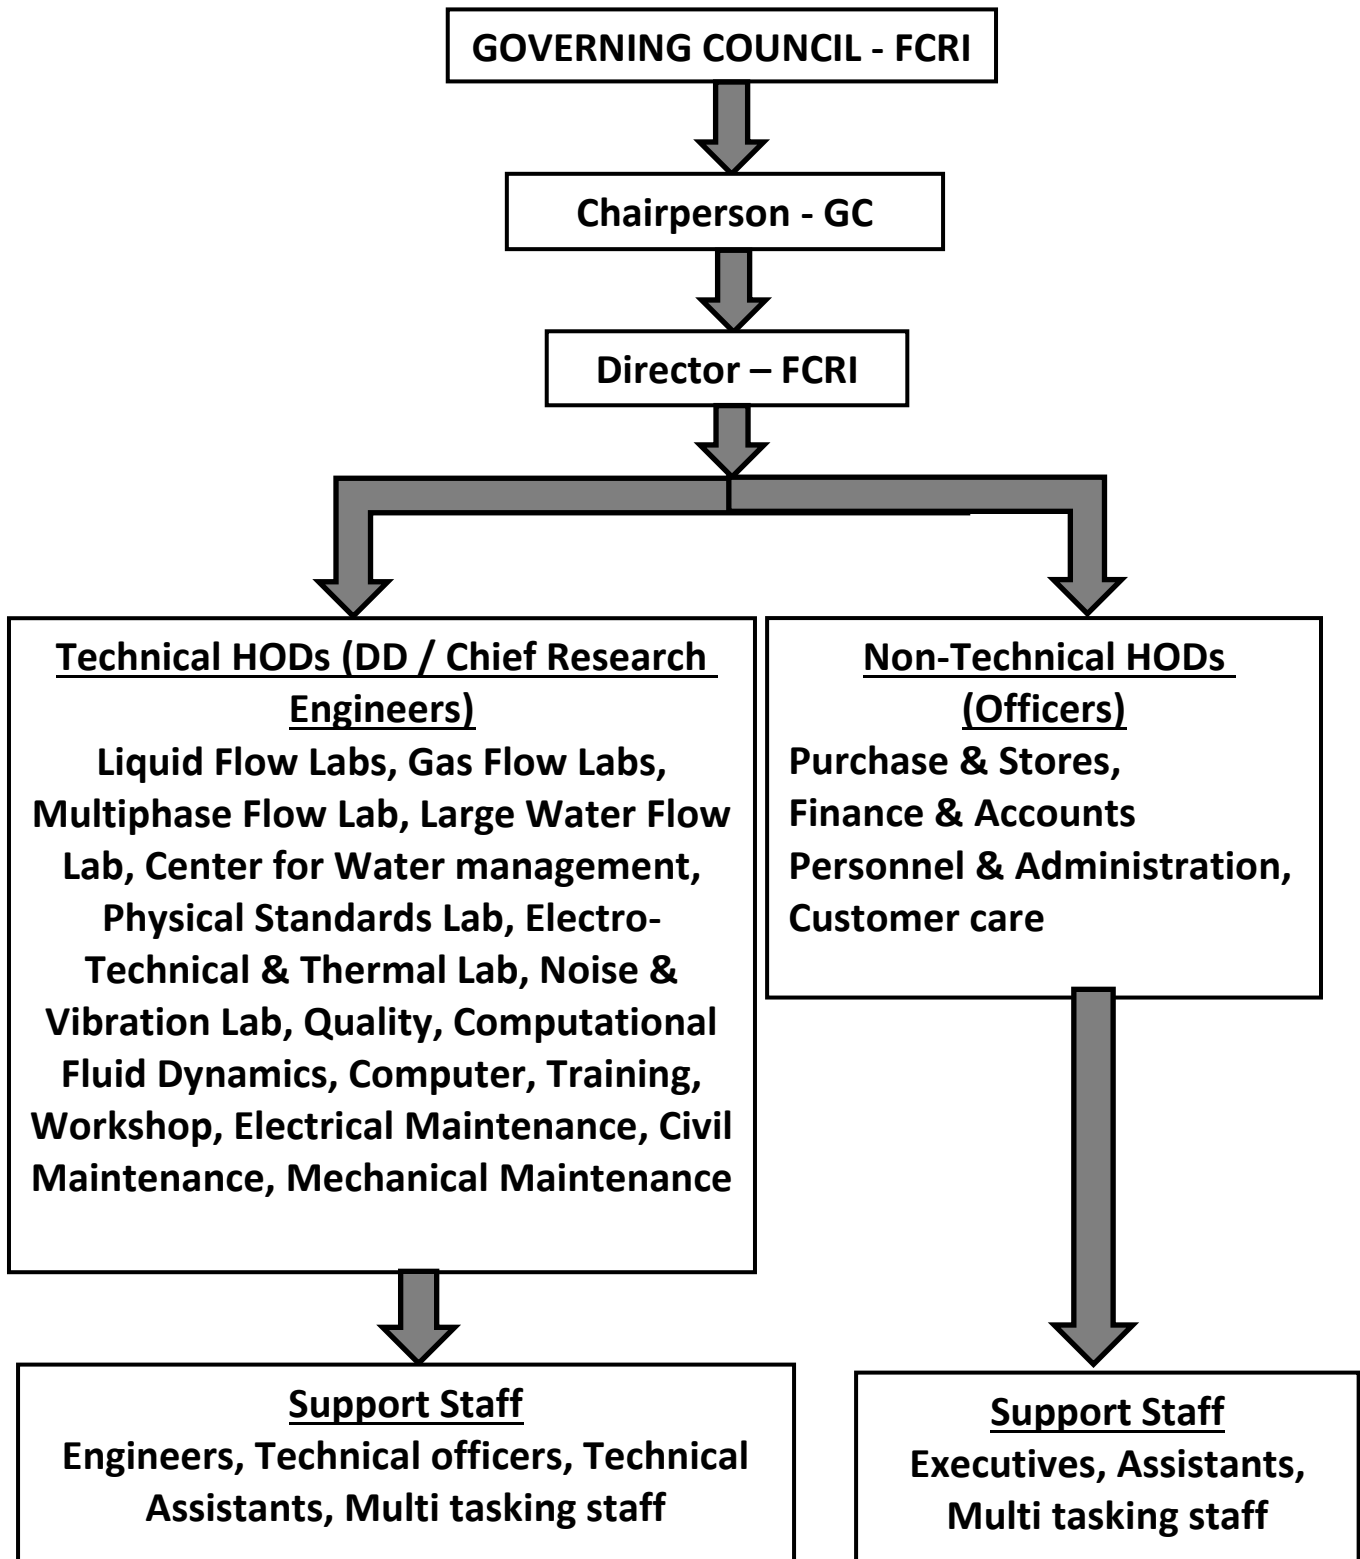 GOVERNING COUNCIL - FCRI
Chairperson - GC
Director – FCRI
Technical HODs (DD / Chief Research
Engineers)
Liquid Flow Labs, Gas Flow Labs,
Multiphase Flow Lab, Large Water Flow
Lab, Center for Water management,
Physical Standards Lab, Electro-
Technical & Thermal Lab, Noise &
Vibration Lab, Quality, Computational
Fluid Dynamics, Computer, Training,
Workshop, Electrical Maintenance, Civil
Maintenance, Mechanical Maintenance
Non-Technical HODs
(Officers)
Purchase & Stores,
Finance & Accounts
Personnel & Administration,
Customer care
Support Staff
Engineers, Technical officers, Technical
Assistants, Multi tasking staff
Support Staff
Executives, Assistants,
Multi tasking staff